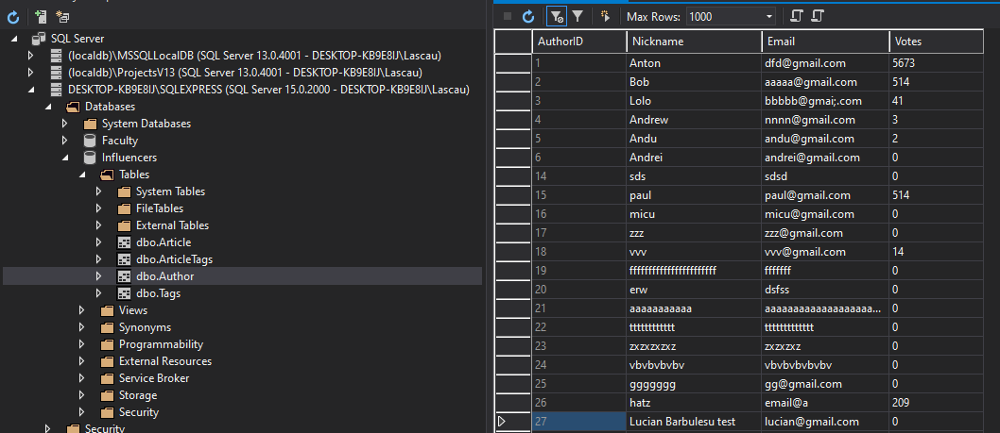 SQL Server
(localdb)\MSSQLLocalDB (SQL Server 13.0.4001 - DESKTOP-KB9E8IJ\Lascau)
(localdb)\ProjectsV13 (SQL Server 13.0.4001 - DESKTOP-KB9E8IJ\Lascau)
DESKTOP-KB9E8IJ\SQLEXPRESS (SQL Server 15.0.2000 - DESKTOP-KB9E8IJ\Lascau)
Databases
System Databases
Faculty
Influencers
Tables
System Tables
FileTables
External Tables
dbo.Article
dbo.ArticleTags
dbo.Author
dbo.Tags
Views
Synonyms
Programmability
External Resources
Service Broker
Storage
Security
Security
Max Rows: 1000
AuthorID Nickname Email Votes
1 Anton dfd@gmail.com 5673
2 Bob aaaaa@gmail.com 514
3 Lolo bbbbb@gmai;.com 41
4 Andrew nnnn@gmail.com 3
5 Andu andu@gmail.com 2
6 Andrei andrei@gmail.com 0
14 sds sdsd 0
15 paul paul@gmail.com 514
16 micu micu@gmail.com 0
17 zzz zzz@gmail.com 0
18 vvv vvv@gmail.com 14
19 fffffffffffffffffffffff fffffff 0
20 erw dsfss 0
21 aaaaaaaaaaa aaaaaaaaaaaaaaaaaaa... 0
22 tttttttttttt ttttttttttttt 0
23 zxzxzxzxz zxzxzxz 0
24 vbvbvbvbv vbvbvbvbvbv 0
25 ggggggg gg@gmail.com 0
26 hatz email@a 209
27 Lucian Barbulesu test lucian@gmail.com 0